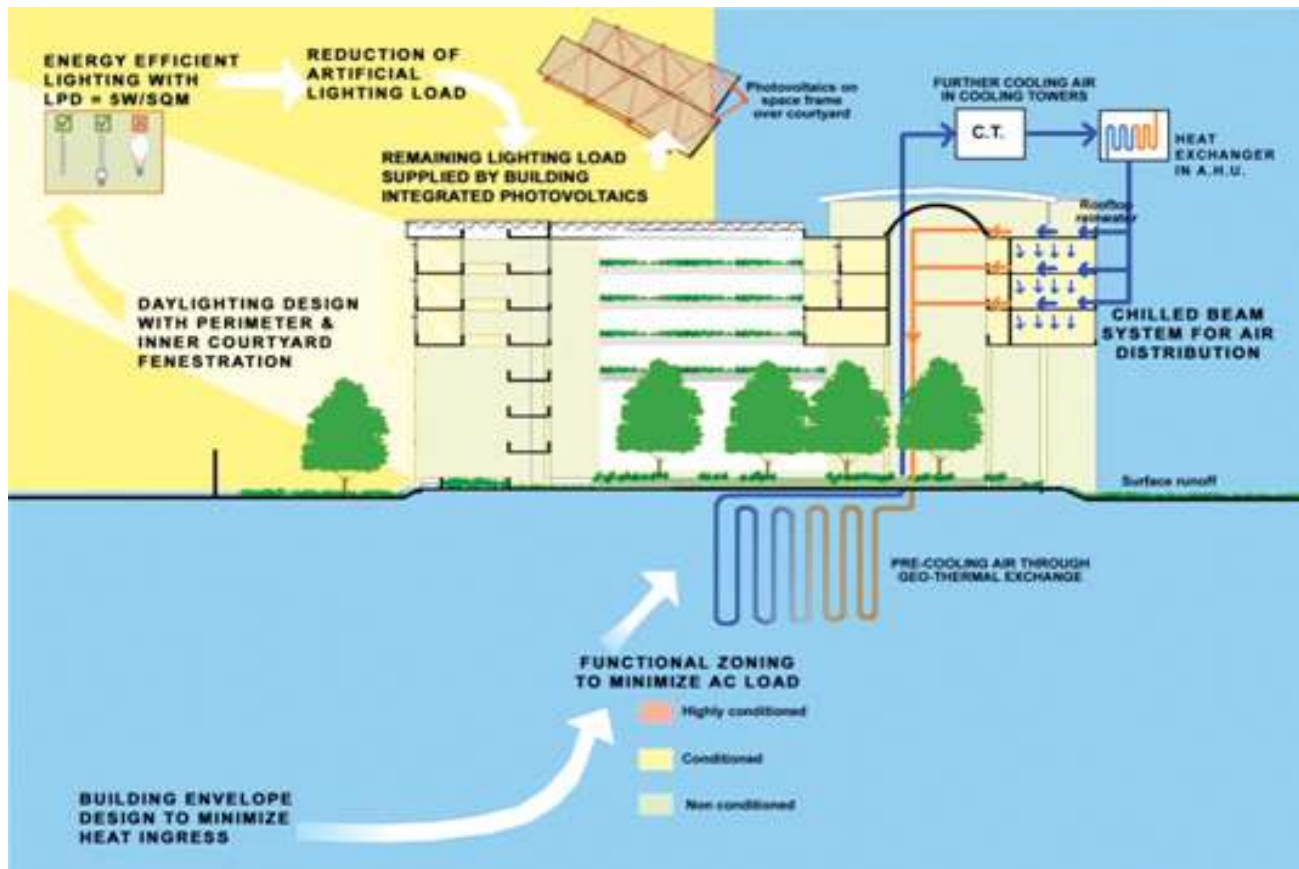 ENERGY EFFICIENT
LIGHTING WITH
LPD = 5W/SQM
REDUCTION OF
ARTIFICIAL
LIGHTING LOAD
Photovoltaics on
space frame
over courtyard
FURTHER COOLING AIR
IN COOLING TOWERS
C.T.
HEAT
EXCHANGER
IN A.H.U.
REMAINING LIGHTING LOAD
SUPPLIED BY BUILDING
INTEGRATED PHOTOVOLTAICS
Rooftop
rainwater
DAYLIGHTING DESIGN
WITH PERIMETER &
INNER COURTYARD
FENESTRATION
CHILLED BEAM
SYSTEM FOR AIR
DISTRIBUTION
Surface runoff
PRE-COOLING AIR THROUGH
GEO-THERMAL EXCHANGE
FUNCTIONAL ZONING
TO MINIMIZE AC LOAD
Highly conditioned
Conditioned
Non conditioned
BUILDING ENVELOPE
DESIGN TO MINIMIZE
HEAT INGRESS